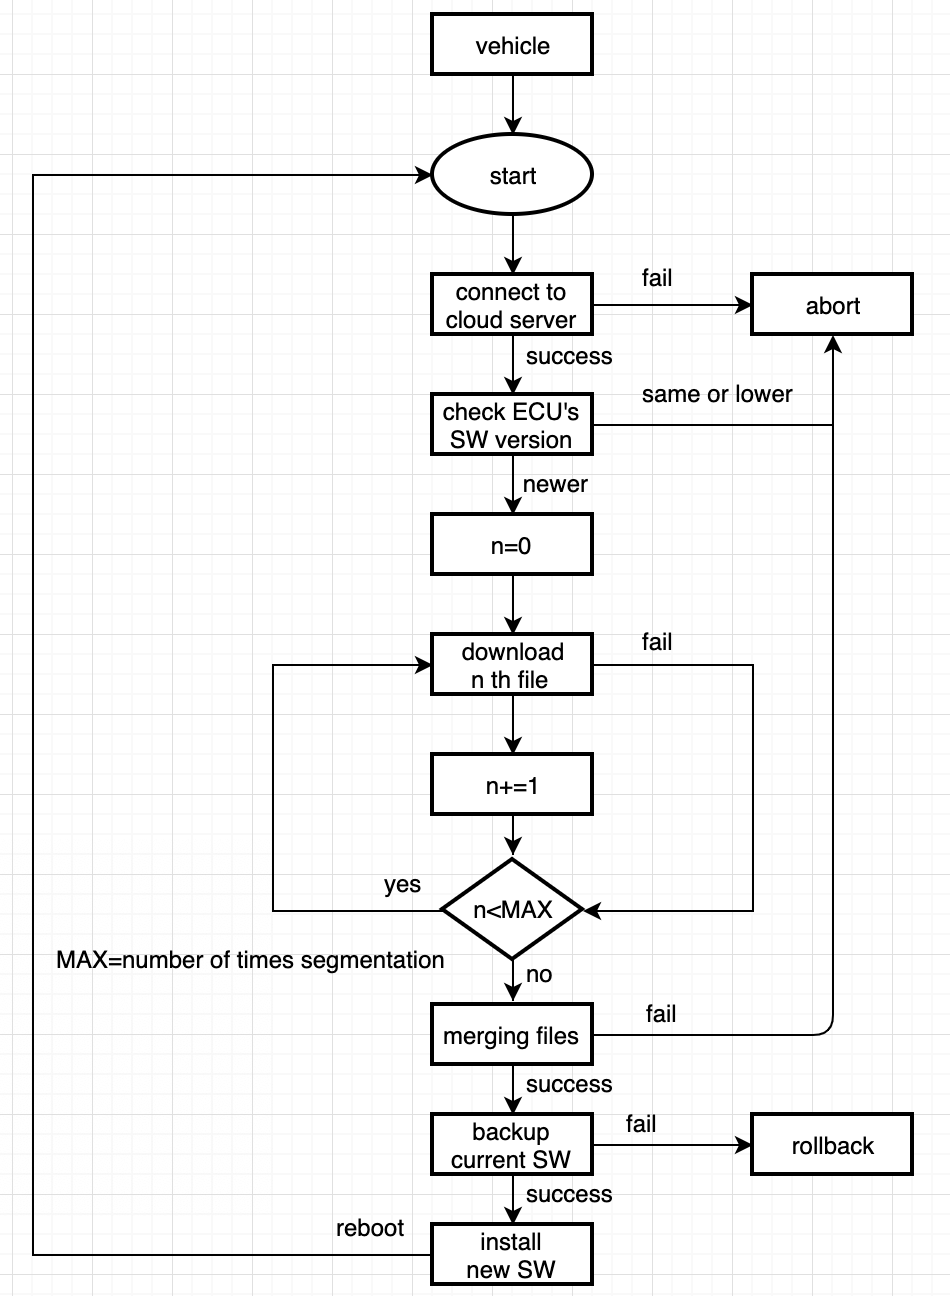 vehicle
start
connect to
cloud server
fail
abort
success
check ECU's
SW version
same or lower
newer
n=0
download
n th file
fail
n+=1
yes
n<MAX
MAX=number of times segmentation
no
merging files
fail
success
backup
current SW
fail
rollback
success
reboot
install
new SW